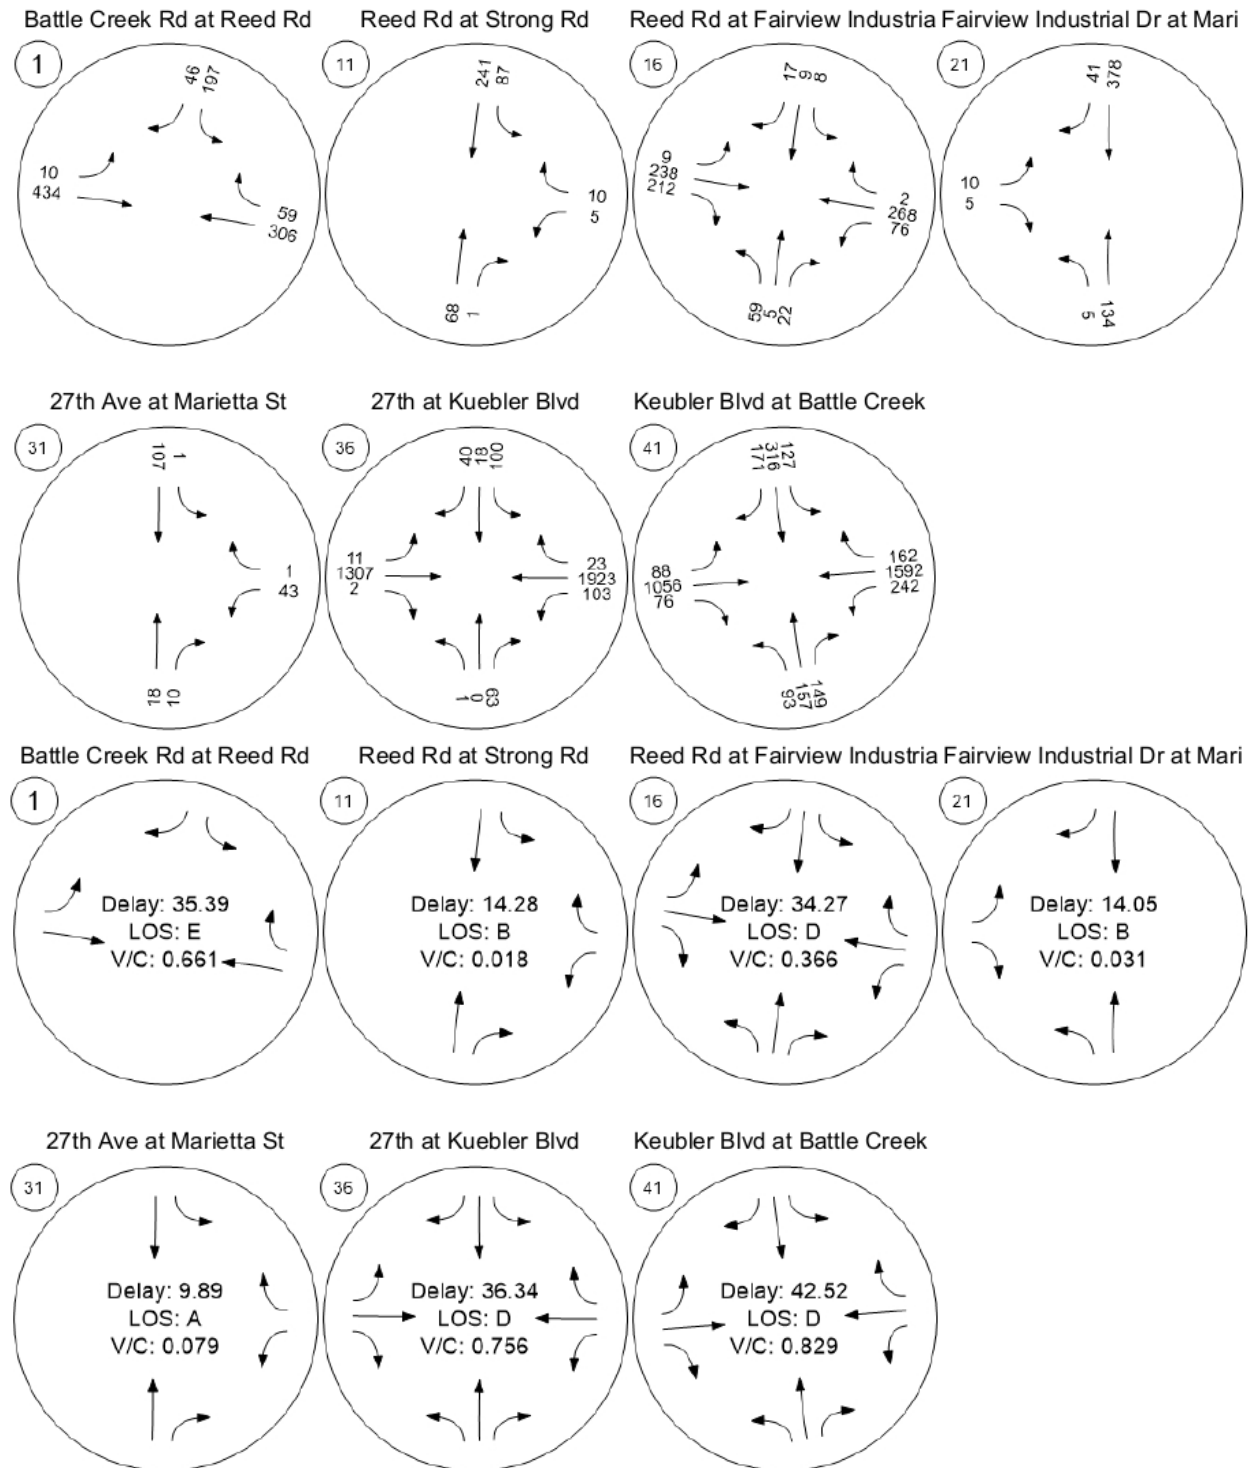 Battle Creek Rd at Reed Rd
Reed Rd at Strong Rd
Reed Rd at Fairview Industria
Fairview Industrial Dr at Mari
1
46
197
10
434
59
306
11
241
87
10
5
68
1
16
17
9
8
9
238
212
2
268
76
59
5
22
21
41
378
10
5
5
134
27th Ave at Marietta St
27th at Kuebler Blvd
Keubler Blvd at Battle Creek
31
107
1
1
43
18
10
36
40
18
100
11
1307
2
23
1923
103
1
0
63
41
171
316
127
88
1056
76
162
1592
242
93
157
149
Battle Creek Rd at Reed Rd
Reed Rd at Strong Rd
Reed Rd at Fairview Industria
Fairview Industrial Dr at Mari
1
Delay: 35.39
LOS: E
V/C: 0.661
11
Delay: 14.28
LOS: B
V/C: 0.018
16
Delay: 34.27
LOS: D
V/C: 0.366
21
Delay: 14.05
LOS: B
V/C: 0.031
27th Ave at Marietta St
27th at Kuebler Blvd
Keubler Blvd at Battle Creek
31
Delay: 9.89
LOS: A
V/C: 0.079
36
Delay: 36.34
LOS: D
V/C: 0.756
41
Delay: 42.52
LOS: D
V/C: 0.829